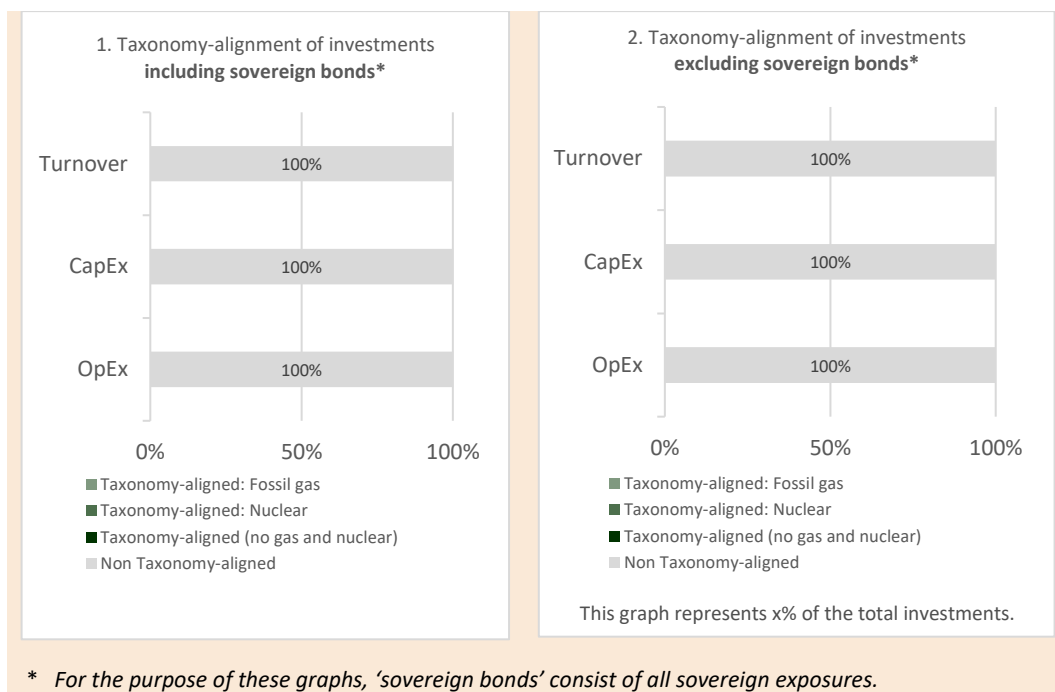 1. Taxonomy-alignment of investments
including sovereign bonds*
Turnover
100%
CapEx
100%
OpEx
100%
0%
50%
100%
Taxonomy-aligned: Fossil gas
Taxonomy-aligned: Nuclear
Taxonomy-aligned (no gas and nuclear)
Non Taxonomy-aligned
2. Taxonomy-alignment of investments
excluding sovereign bonds*
Turnover
100%
CapEx
100%
OpEx
100%
0%
50%
100%
Taxonomy-aligned: Fossil gas
Taxonomy-aligned: Nuclear
Taxonomy-aligned (no gas and nuclear)
Non Taxonomy-aligned
This graph represents x% of the total investments.
* For the purpose of these graphs, ‘sovereign bonds’ consist of all sovereign exposures.